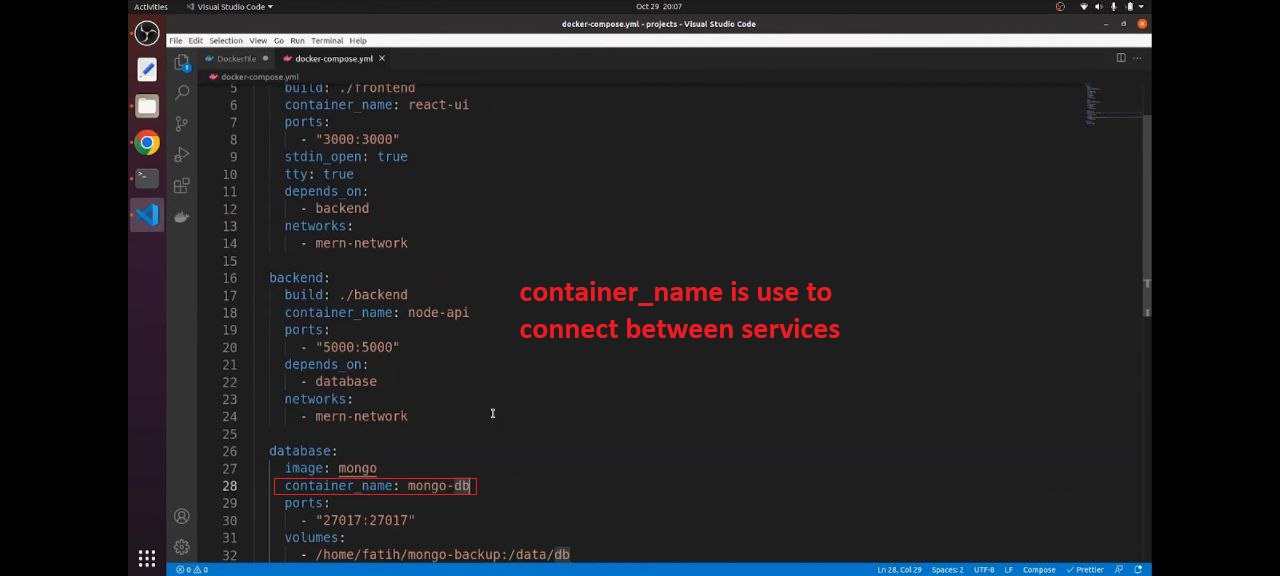 Activities
Visual Studio Code
Oct 29 20:07
docker-compose.yml - projects - Visual Studio Code
File Edit Selection View Go Run Terminal Help
Dockerfile
docker-compose.yml
docker-compose.yml
5 build: ./frontend
6 container_name: react-ui
7 ports:
8 - "3000:3000"
9 stdin_open: true
10 tty: true
11 depends_on:
12 - backend
13 networks:
14 - mern-network
15
16 backend:
17 build: ./backend
18 container_name: node-api
19 ports:
20 - "5000:5000"
21 depends_on:
22 - database
23 networks:
24 - mern-network
25
26 database:
27 image: mongo
28 container_name: mongo-db
29 ports:
30 - "27017:27017"
31 volumes:
32 - /home/fatih/mongo-backup:/data/db
container_name is use to
connect between services
1
0 0
Ln 28, Col 29 Spaces: 2 UTF-8 LF Compose Prettier